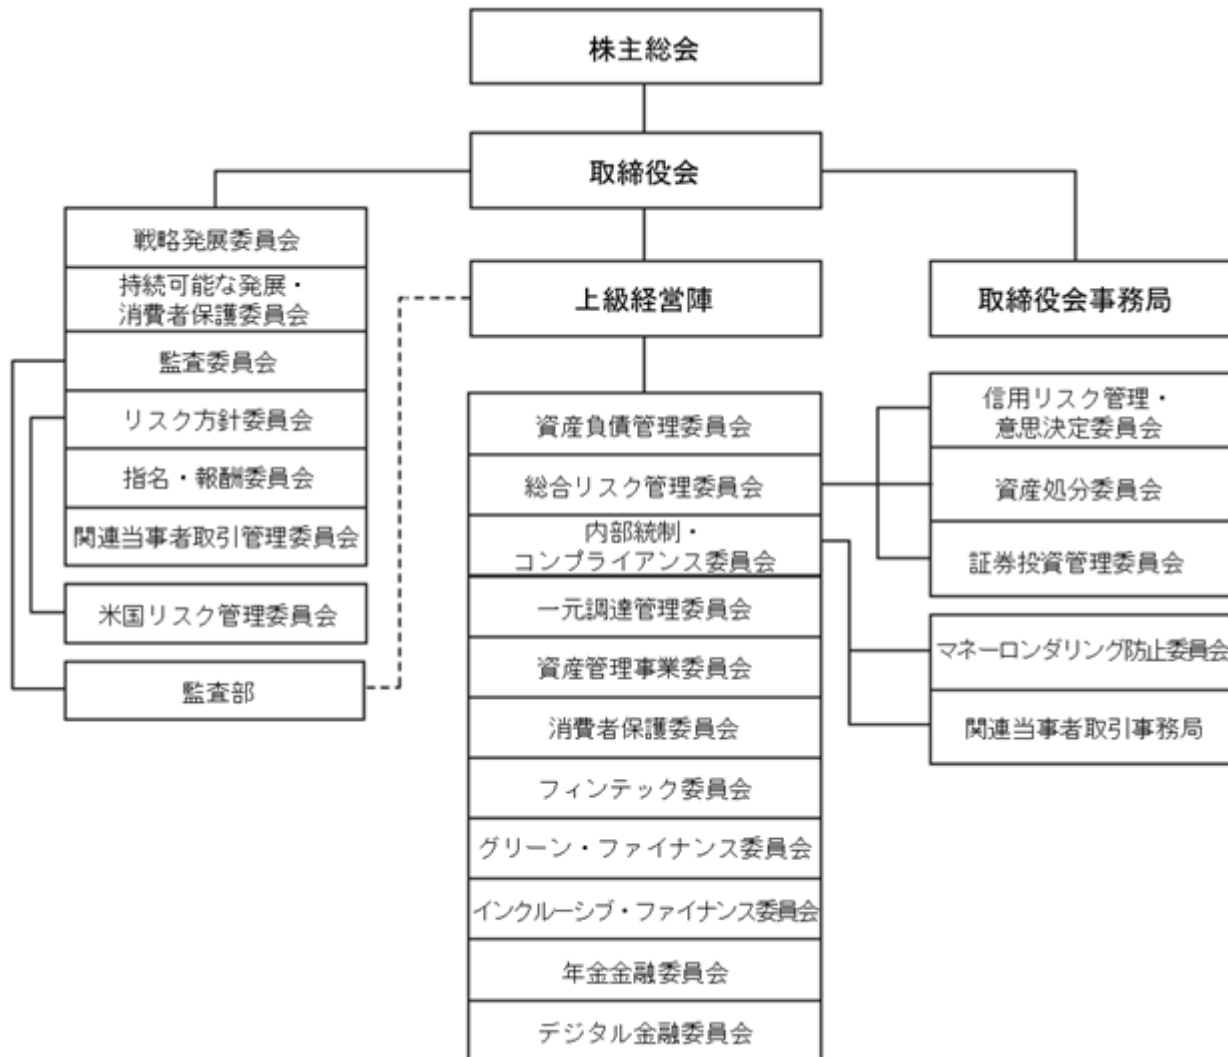 株主総会
取締役会
戦略発展委員会
持続可能な発展・
消費者保護委員会
監査委員会
リスク方針委員会
指名・報酬委員会
関連当事者取引管理委員会
米国リスク管理委員会
監査部
上級経営陣
資産負債管理委員会
総合リスク管理委員会
内部統制・
コンプライアンス委員会
一元調達管理委員会
資産管理事業委員会
消費者保護委員会
フィンテック委員会
グリーン・ファイナンス委員会
インクルーシブ・ファイナンス委員会
年金金融委員会
デジタル金融委員会
取締役会事務局
信用リスク管理・
意思決定委員会
資産処分委員会
証券投資管理委員会
マネーロンダリング防止委員会
関連当事者取引事務局